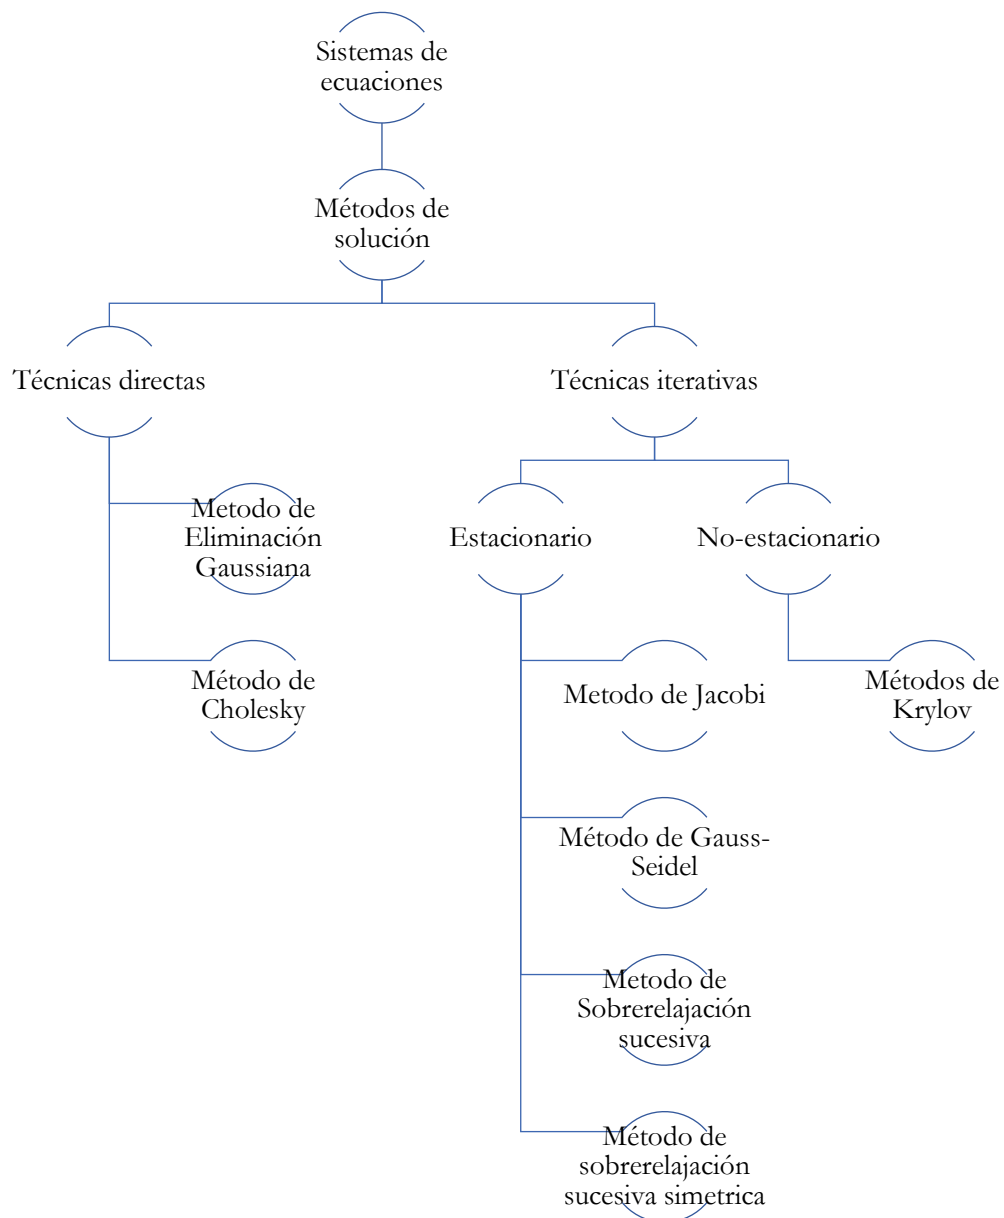 Sistemas de
ecuaciones
Métodos de
solución
Técnicas directas
Técnicas iterativas
Metodo de
Eliminación
Gaussiana
Estacionario
No-estacionario
Método de
Cholesky
Metodo de Jacobi
Métodos de
Krylov
Método de Gauss-
Seidel
Metodo de
Sobrerelajación
sucesiva
Método de
sobrerelajación
sucesiva simetrica